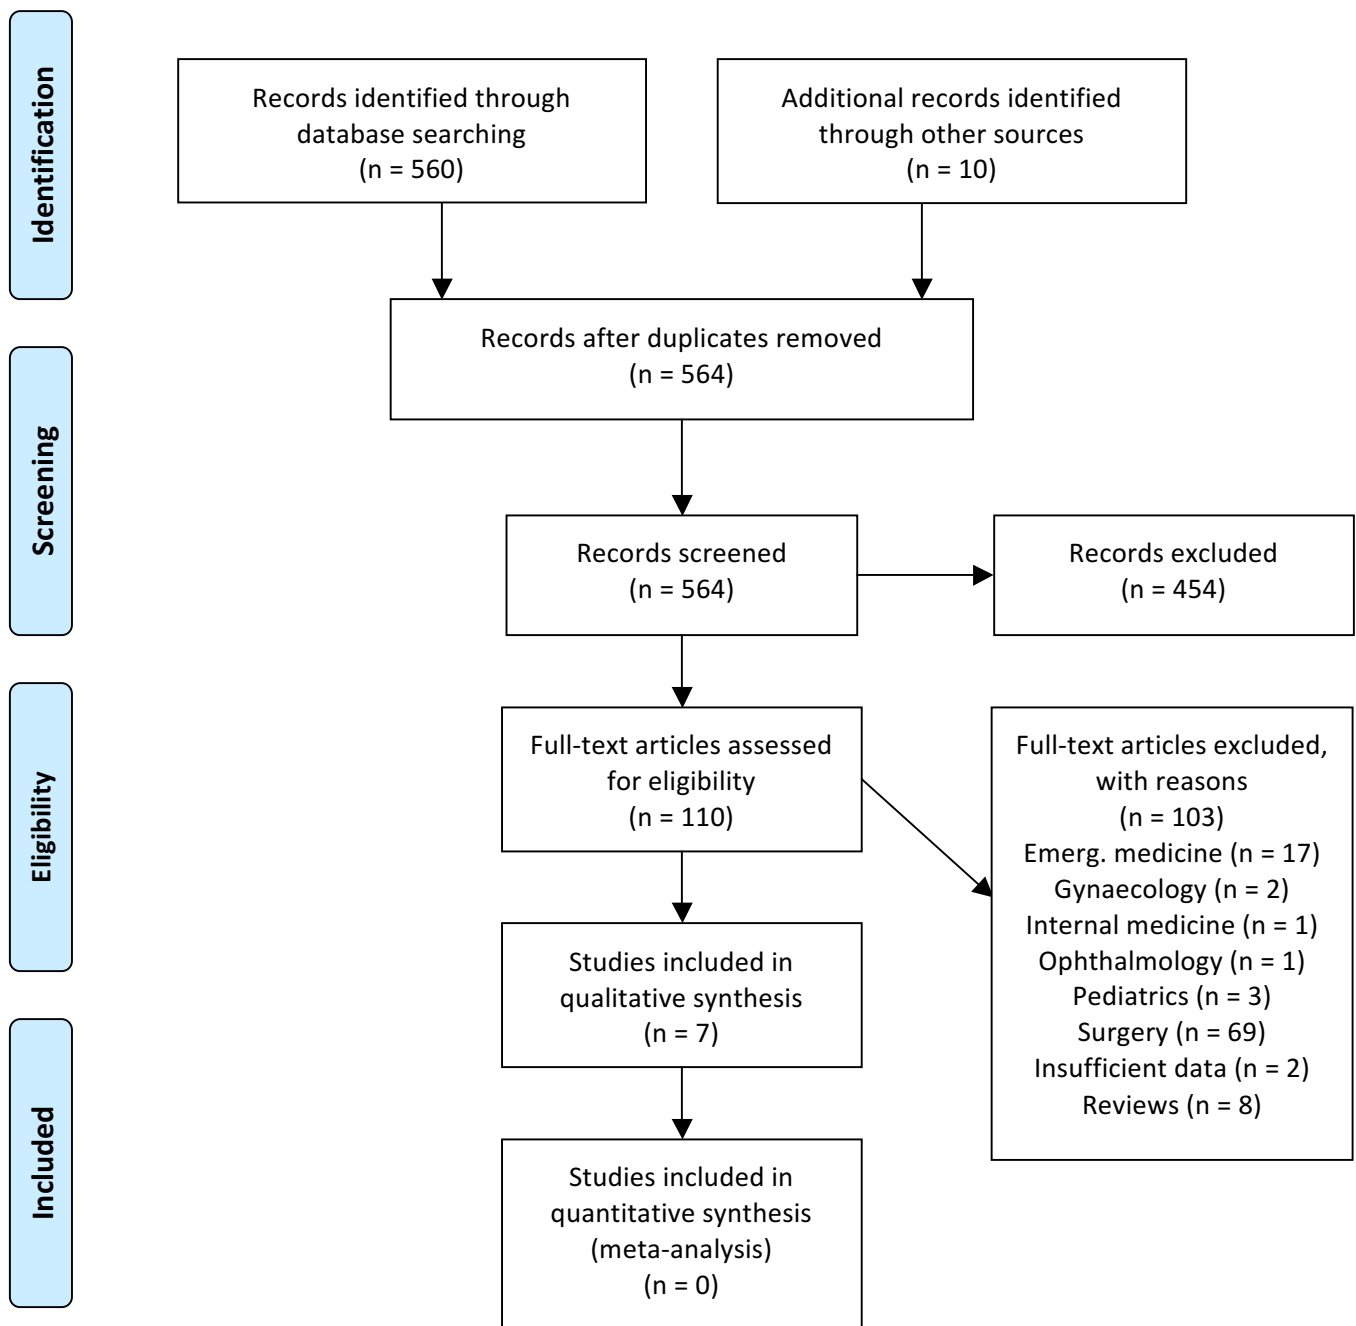 Identification
Records identified through
database searching
(n = 560)
Additional records identified
through other sources
(n = 10)
Records after duplicates removed
(n = 564)
Screening
Records screened
(n = 564)
Records excluded
(n = 454)
Eligibility
Full-text articles assessed
for eligibility
(n = 110)
Full-text articles excluded,
with reasons
(n = 103)
Emerg. medicine (n = 17)
Gynaecology (n = 2)
Internal medicine (n = 1)
Ophthalmology (n = 1)
Pediatrics (n = 3)
Surgery (n = 69)
Insufficient data (n = 2)
Reviews (n = 8)
Studies included in
qualitative synthesis
(n = 7)
Included
Studies included in
quantitative synthesis
(meta-analysis)
(n = 0)